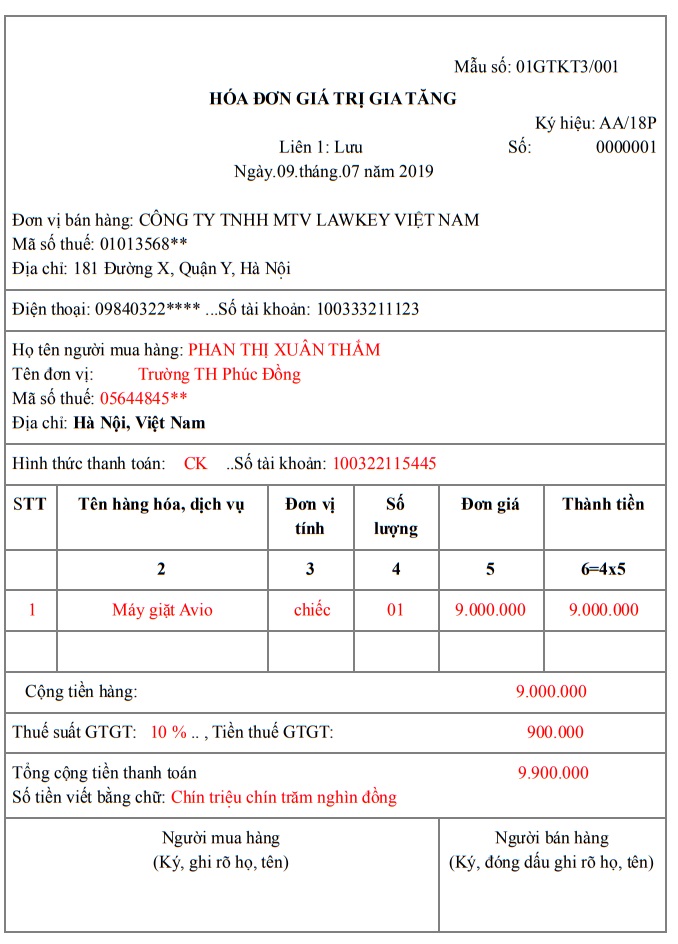 Mẫu số: 01GTKT3/001
HÓA ĐƠN GIÁ TRỊ GIA TĂNG
Ký hiệu: AA/18P
Liên 1: Lưu Số: 0000001
Ngày.09.tháng.07 năm 2019
Đơn vị bán hàng: CÔNG TY TNHH MTV LAWKEY VIỆT NAM
Mã số thuế: 01013568**
Địa chỉ: 181 Đường X, Quận Y, Hà Nội
Điện thoại: 09840322**** ...Số tài khoản: 100333211123
Họ tên người mua hàng: PHAN THỊ XUÂN THẮM
Tên đơn vị: Trường TH Phúc Đồng
Mã số thuế: 05644845**
Địa chỉ: Hà Nội, Việt Nam
Hình thức thanh toán: CK ..Số tài khoản: 100322115445
STT Tên hàng hóa, dịch vụ Đơn vị tính Số lượng Đơn giá Thành tiền
2 3 4 5 6=4x5
1 Máy giặt Avio chiếc 01 9.000.000 9.000.000
Cộng tiền hàng: 9.000.000
Thuế suất GTGT: 10 % .. , Tiền thuế GTGT: 900.000
Tổng cộng tiền thanh toán 9.900.000
Số tiền viết bằng chữ: Chín triệu chín trăm nghìn đồng
Người mua hàng Người bán hàng
(Ký, ghi rõ họ, tên) (Ký, đóng dấu ghi rõ họ, tên)